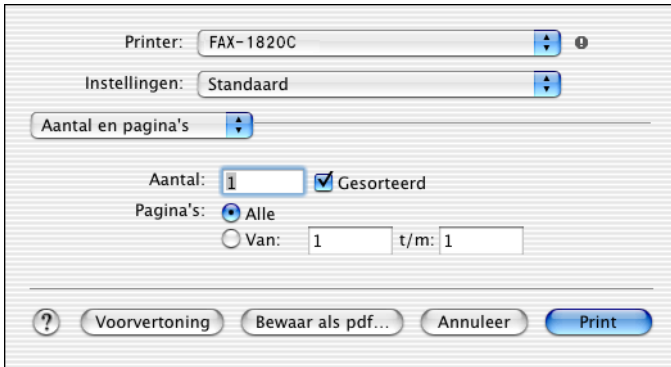 Printer: FAX-1820C
Instellingen: Standaard
Aantal en pagina's
Aantal: 1 Gesorteerd
Pagina's: Alle
Van: 1 t/m: 1
? Voorvertoning Bewaar als pdf... Annuleer Print